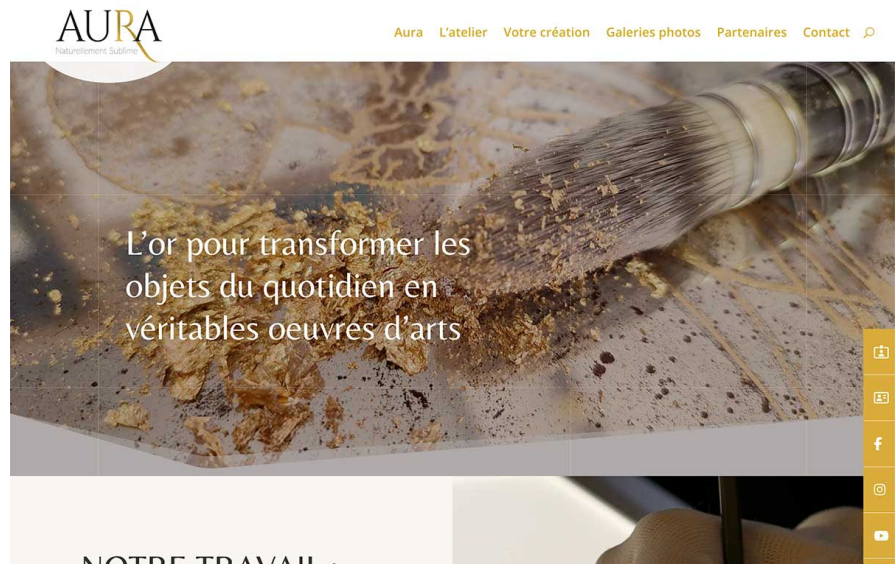 AURA
Naturellement Sublime
Aura L’atelier Votre création Galeries photos Partenaires Contact
L’or pour transformer les
objets du quotidien en
véritables oeuvres d’arts
NOTRE TRAVAIL :